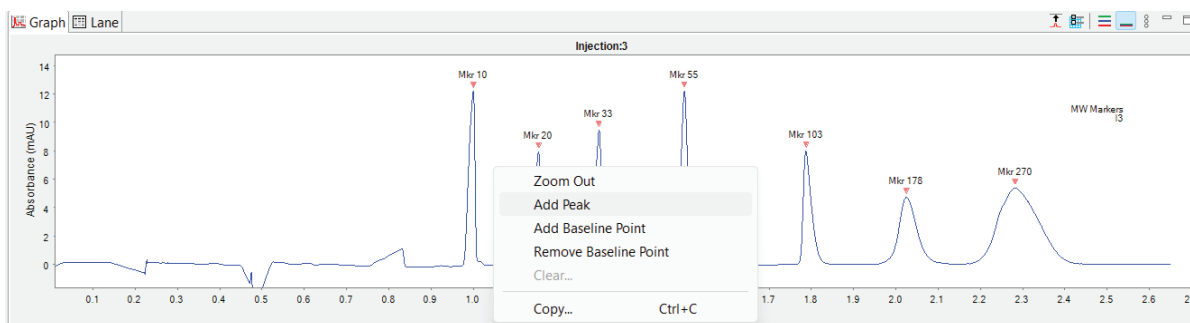 Graph Lane
Injection:3
Absorbance (mAU)
14
12
10
8
6
4
2
0
Mkr 10
Mkr 20
Mkr 33
Mkr 55
Mkr 103
Mkr 178
Mkr 270
MW Markers
I3
Zoom Out
Add Peak
Add Baseline Point
Remove Baseline Point
Clear...
Copy... Ctrl+C
0.1 0.2 0.3 0.4 0.5 0.6 0.7 0.8 0.9 1.0 1.7 1.8 1.9 2.0 2.1 2.2 2.3 2.4 2.5 2.6